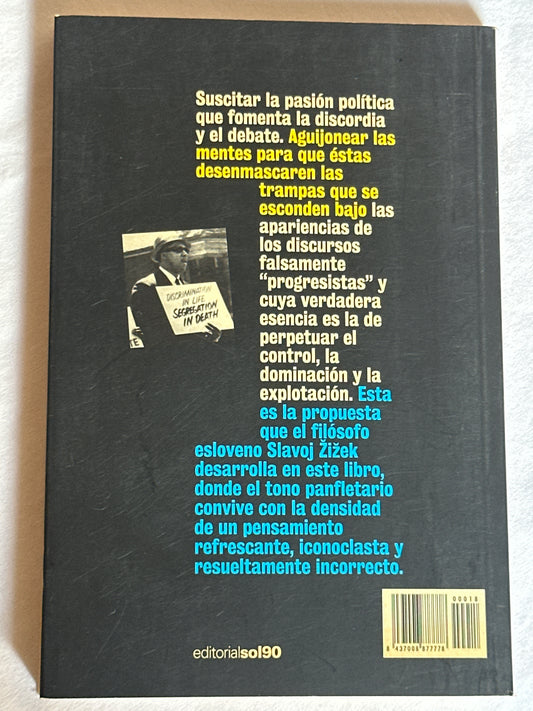 Suscitar la pasión política
que fomenta la discordia
y el debate. Aguijonear las
mentes para que éstas
desenmascaren las
trampas que se
esconden bajo las
apariencias de
los discursos
falsamente
“progresistas” y
cuya verdadera
esencia es la de
perpetuar el
control, la
dominación y la
explotación. Esta
es la propuesta
que el filósofo
esloveno Slavoj Žižek
desarrolla en este libro,
donde el tono panfletario
convive con la densidad
de un pensamiento
refrescante, iconoclasta y
resueltamente incorrecto.
DISCRIMINATION
IN LIFE
SEGREGATION
IN DEATH
editorialsol90
00018
8 437008 877778